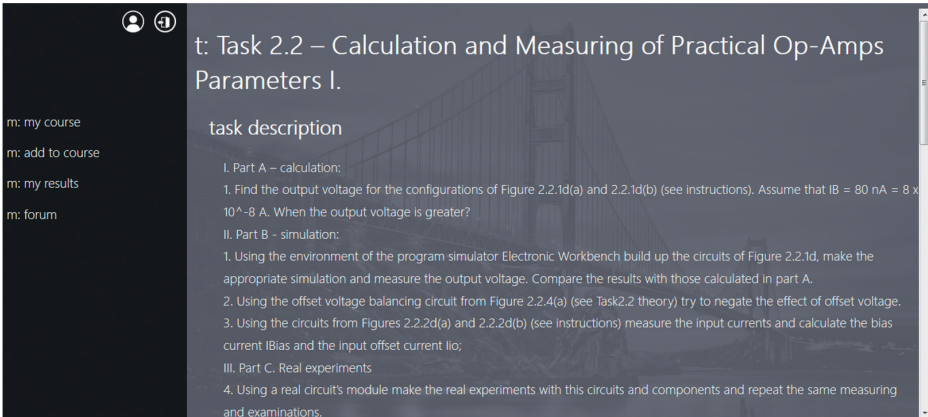 t: Task 2.2 – Calculation and Measuring of Practical Op-Amps
Parameters I.
m: my course
m: add to course
m: my results
m: forum
task description
I. Part A – calculation:
1. Find the output voltage for the configurations of Figure 2.2.1d(a) and 2.2.1d(b) (see instructions). Assume that IB = 80 nA = 8 x
10^-8 A. When the output voltage is greater?
II. Part B - simulation:
1. Using the environment of the program-simulator Electronic Workbench build up the circuits of Figure 2.2.1d, make the
appropriate simulation and measure the output voltage. Compare the results with those calculated in part A.
2. Using the offset voltage balancing circuit from Figure 2.2.4(a) (see Task2.2 theory) try to negate the effect of offset voltage.
3. Using the circuits from Figures 2.2.2d(a) and 2.2.2d(b) (see instructions) measure the input currents and calculate the bias
current IBias and the input offset current Iio;
III. Part C. Real experiments
4. Using a real circuit's module make the real experiments with this circuits and components and repeat the same measuring
and examinations.